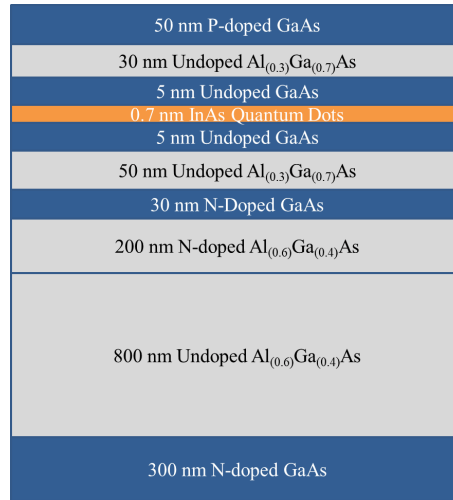 50 nm P-doped GaAs
30 nm Undoped Al(0.3)Ga(0.7)As
5 nm Undoped GaAs
0.7 nm InAs Quantum Dots
5 nm Undoped GaAs
50 nm Undoped Al(0.3)Ga(0.7)As
30 nm N-Doped GaAs
200 nm N-doped Al(0.6)Ga(0.4)As
800 nm Undoped Al(0.6)Ga(0.4)As
300 nm N-doped GaAs